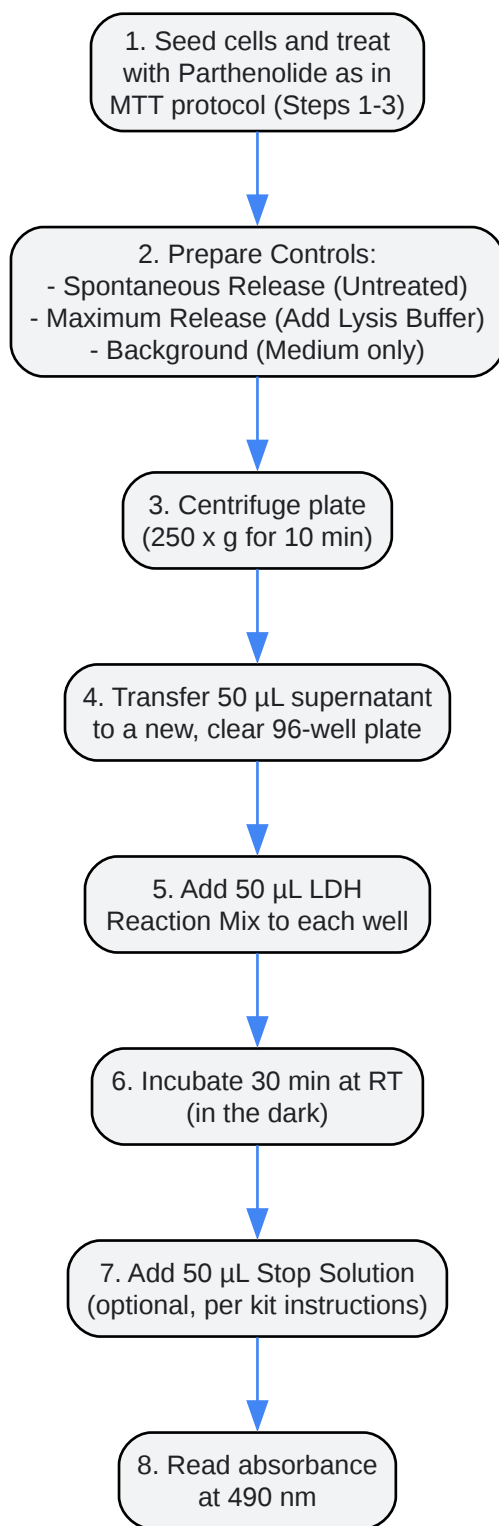 1. Seed cells and treat
with Parthenolide as in
MTT protocol (Steps 1-3)
2. Prepare Controls:
- Spontaneous Release (Untreated)
- Maximum Release (Add Lysis Buffer)
- Background (Medium only)
3. Centrifuge plate
(250 x g for 10 min)
4. Transfer 50 µL supernatant
to a new, clear 96-well plate
5. Add 50 µL LDH
Reaction Mix to each well
6. Incubate 30 min at RT
(in the dark)
7. Add 50 µL Stop Solution
(optional, per kit instructions)
8. Read absorbance
at 490 nm